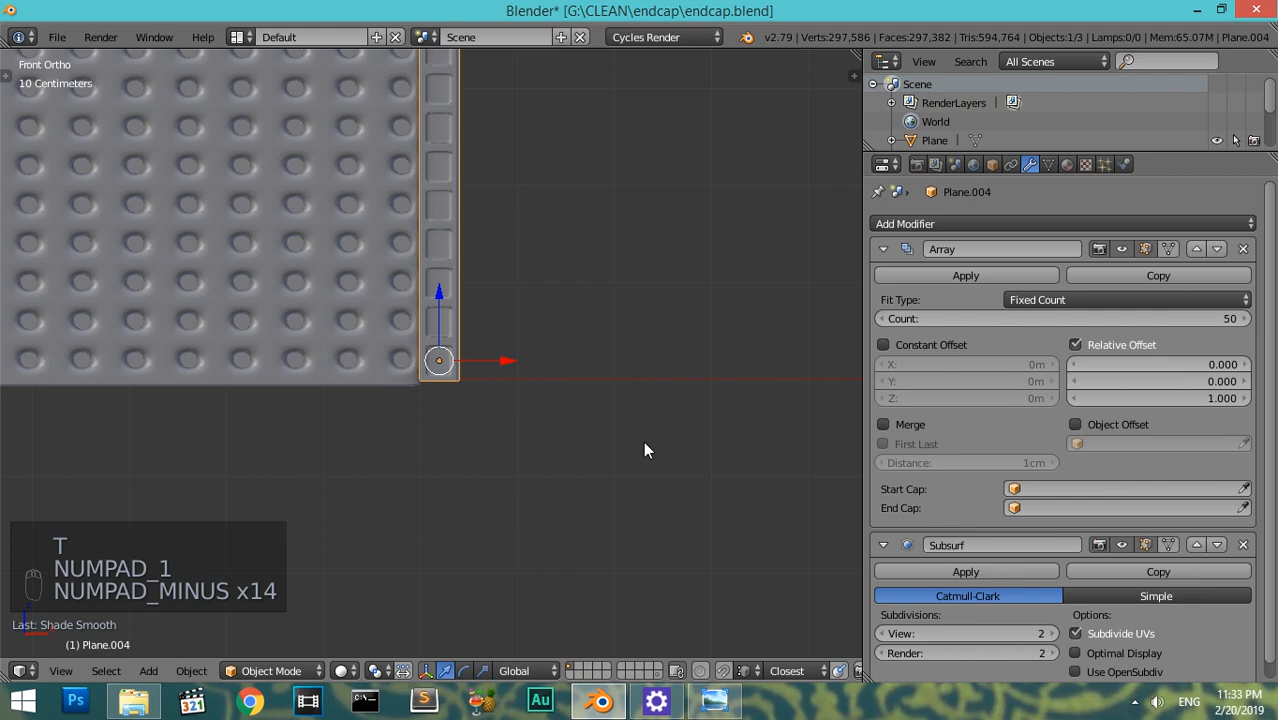 Blender* [G:\CLEAN\endcap\endcap.blend]
File Render Window Help Default Scene Cycles Render v2.79 | Verts:297,586 | Faces:297,382 | Tris:594,764 | Objects:1/3 | Lamps:0/0 | Mem:65.07M | Plane.004
Front Ortho
10 Centimeters
View Search All Scenes
Scene
RenderLayers
World
Plane
Plane.004
Add Modifier
Array
Apply Copy
Fit Type: Fixed Count
Count: 50
Constant Offset Relative Offset
X: 0m 0.000
Y: 0m 0.000
Z: 0m 1.000
Merge Object Offset
First Last
Distance: 1cm
Start Cap:
End Cap:
Subsurf
Apply Copy
Catmull-Clark Simple
Subdivisions: Options:
View: 2 Subdivide UVs
Render: 2 Optimal Display
Use OpenSubdiv
T
NUMPAD_1
NUMPAD_MINUS x14
Last: Shade Smooth
(1) Plane.004
View Select Add Object Object Mode Global Closest
Ps 321 S Au ENG 11:33 PM
2/20/2019